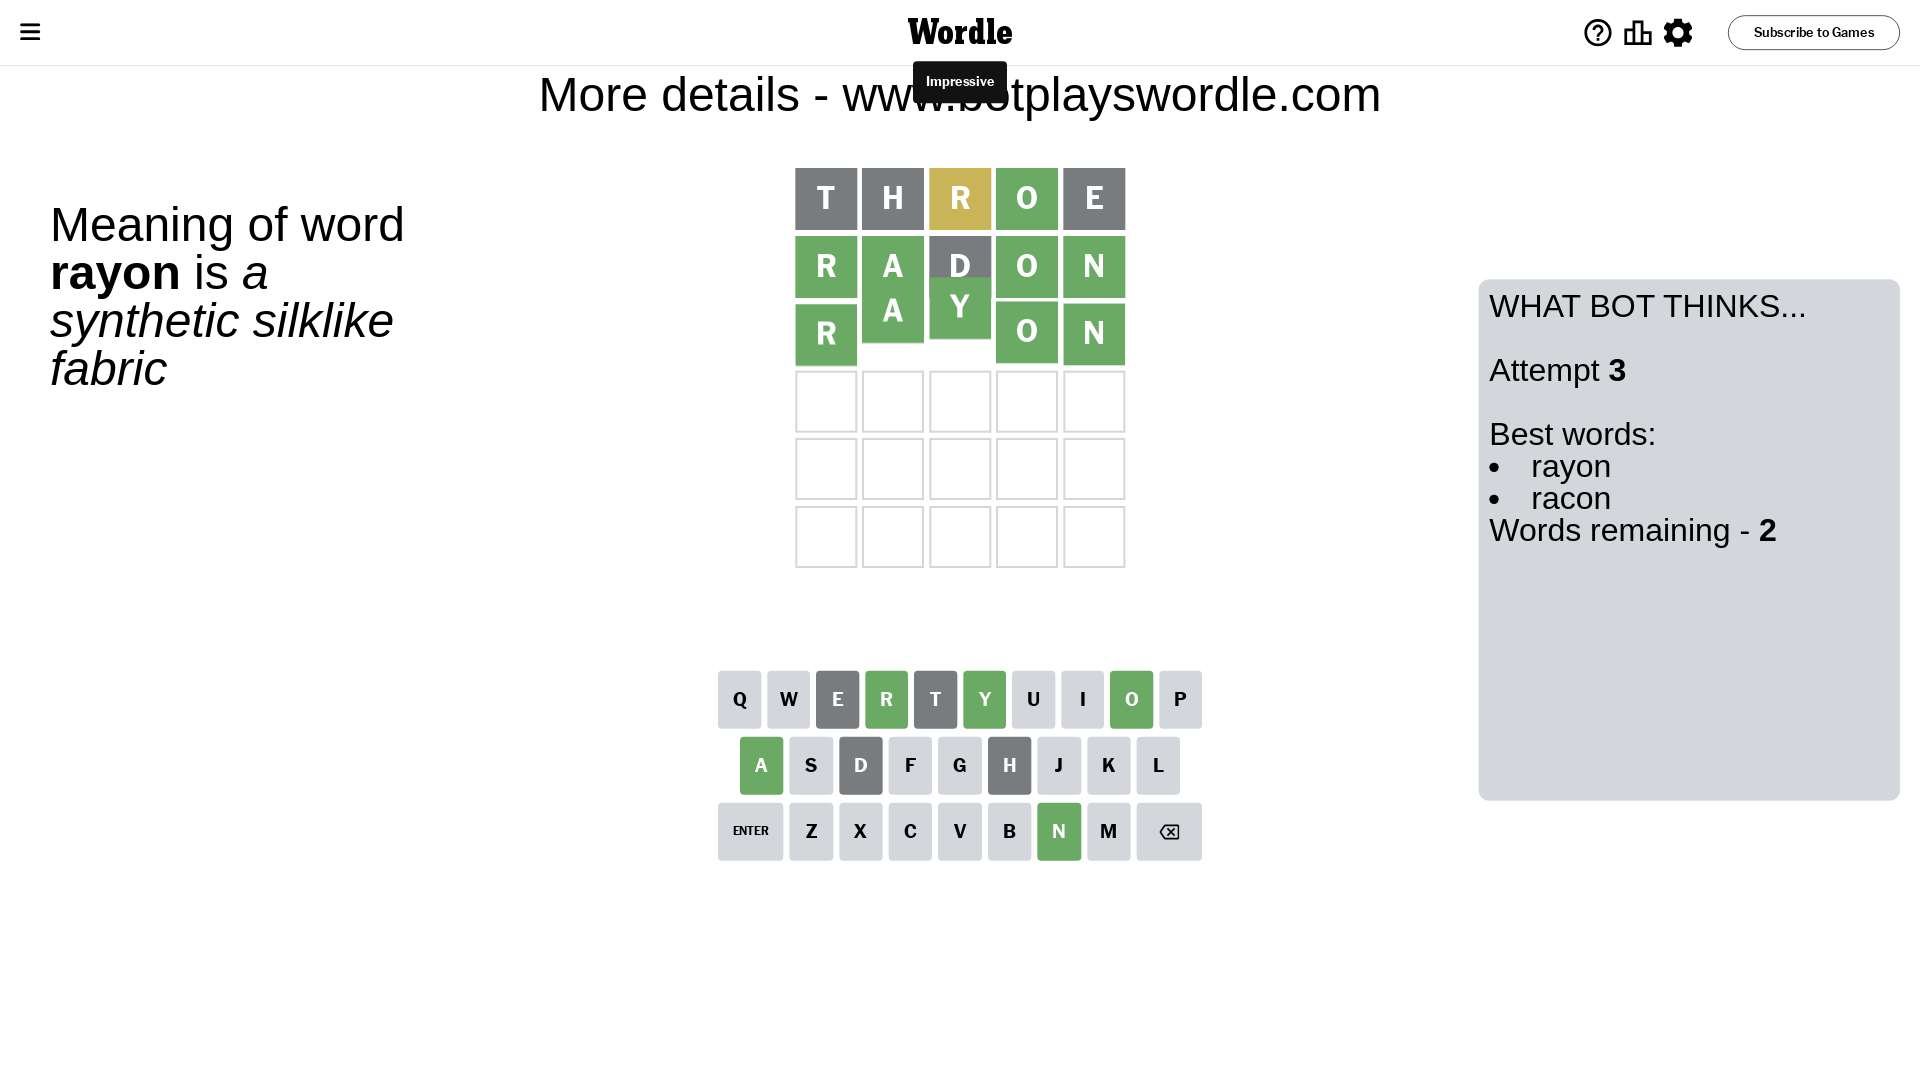 Wordle
Subscribe to Games
Impressive
More details - www.botplayswordle.com
Meaning of word
rayon is a
synthetic silklike
fabric
T H R O E
R A D O N
R A Y O N
WHAT BOT THINKS...
Attempt 3
Best words:
• rayon
• racon
Words remaining - 2
Q W E R T Y U I O P
A S D F G H J K L
ENTER Z X C V B N M